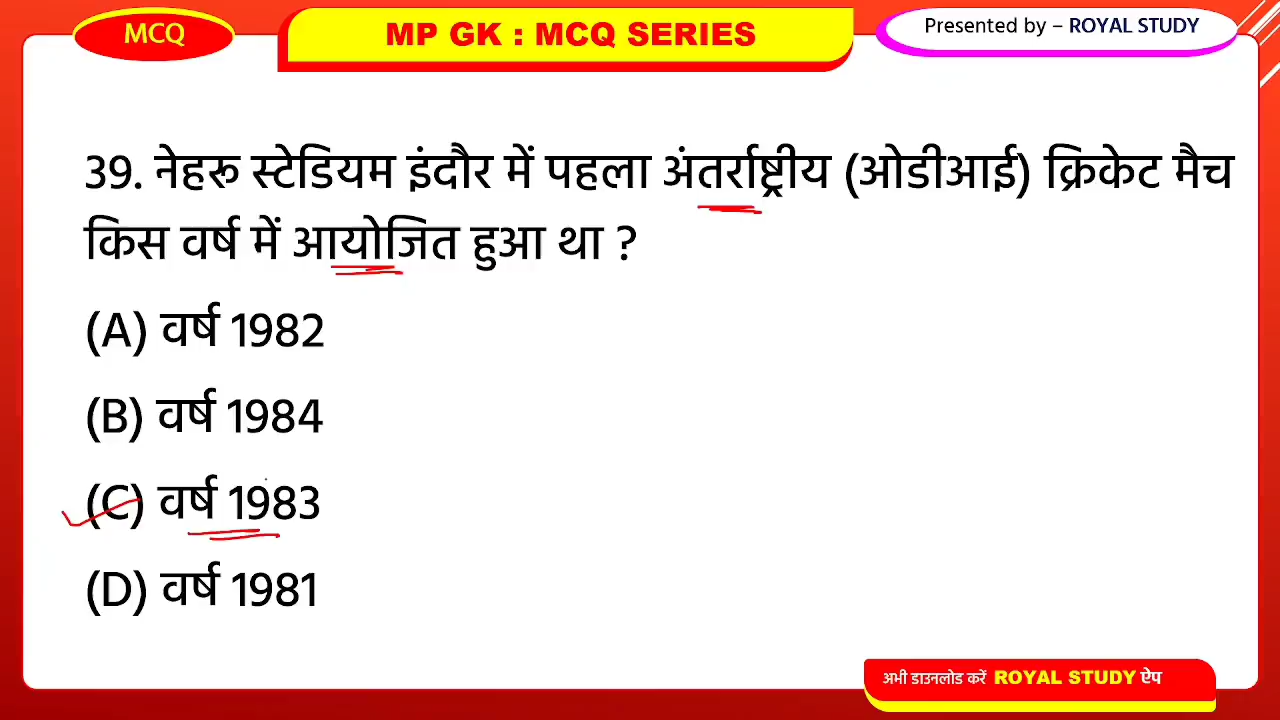 MCQ
MP GK : MCQ SERIES
Presented by – ROYAL STUDY
39. नेहरू स्टेडियम इंदौर में पहला अंतर्राष्ट्रीय (ओडीआई) क्रिकेट मैच
किस वर्ष में आयोजित हुआ था ?
(A) वर्ष 1982
(B) वर्ष 1984
(C) वर्ष 1983
(D) वर्ष 1981
अभी डाउनलोड करें ROYAL STUDY ऐप